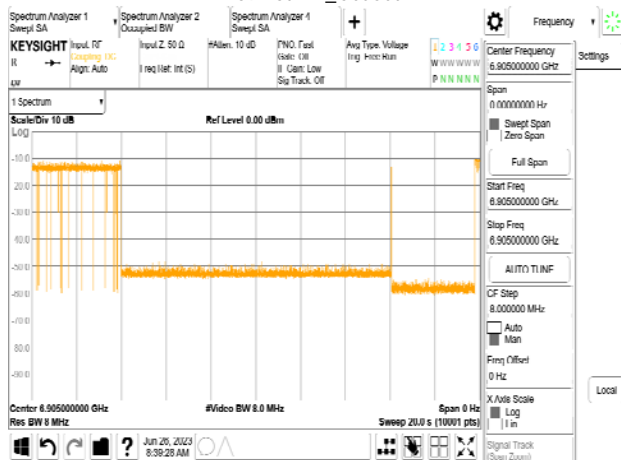 Spectrum Analyzer 1
Swept SA
Spectrum Analyzer 2
Occupied BW
Spectrum Analyzer 4
Swept SA
+
Frequency
KEYSIGHT
Input: RF
Coupling: DC
Align: Auto
Input Z: 50 Ω
Freq Ref: Int (S)
#Atten: 10 dB
PNO: Fast
Gate: Off
IF Gain: Low
Sig Track: Off
Avg Type: Voltage
Trig: Free Run
1 2 3 4 5 6
W W W W W W
P N N N N N
Center Frequency
6.905000000 GHz
Settings
Span
0.00000000 Hz
Swept Span
Zero Span
Full Span
Start Freq
6.905000000 GHz
Stop Freq
6.905000000 GHz
AUTO TUNE
CF Step
8.000000 MHz
Auto
Man
Freq Offset
0 Hz
X Axis Scale
Log
Lin
Local
Signal Track
(Span Zoom)
1 Spectrum
Scale/Div 10 dB
Ref Level 0.00 dBm
Log
-10.0
-20.0
-30.0
-40.0
-50.0
-60.0
-70.0
-80.0
-90.0
Center 6.905000000 GHz
Res BW 8 MHz
#Video BW 8.0 MHz
Span 0 Hz
Sweep 20.0 s (10001 pts)
Jun 26, 2023
8:39:28 AM